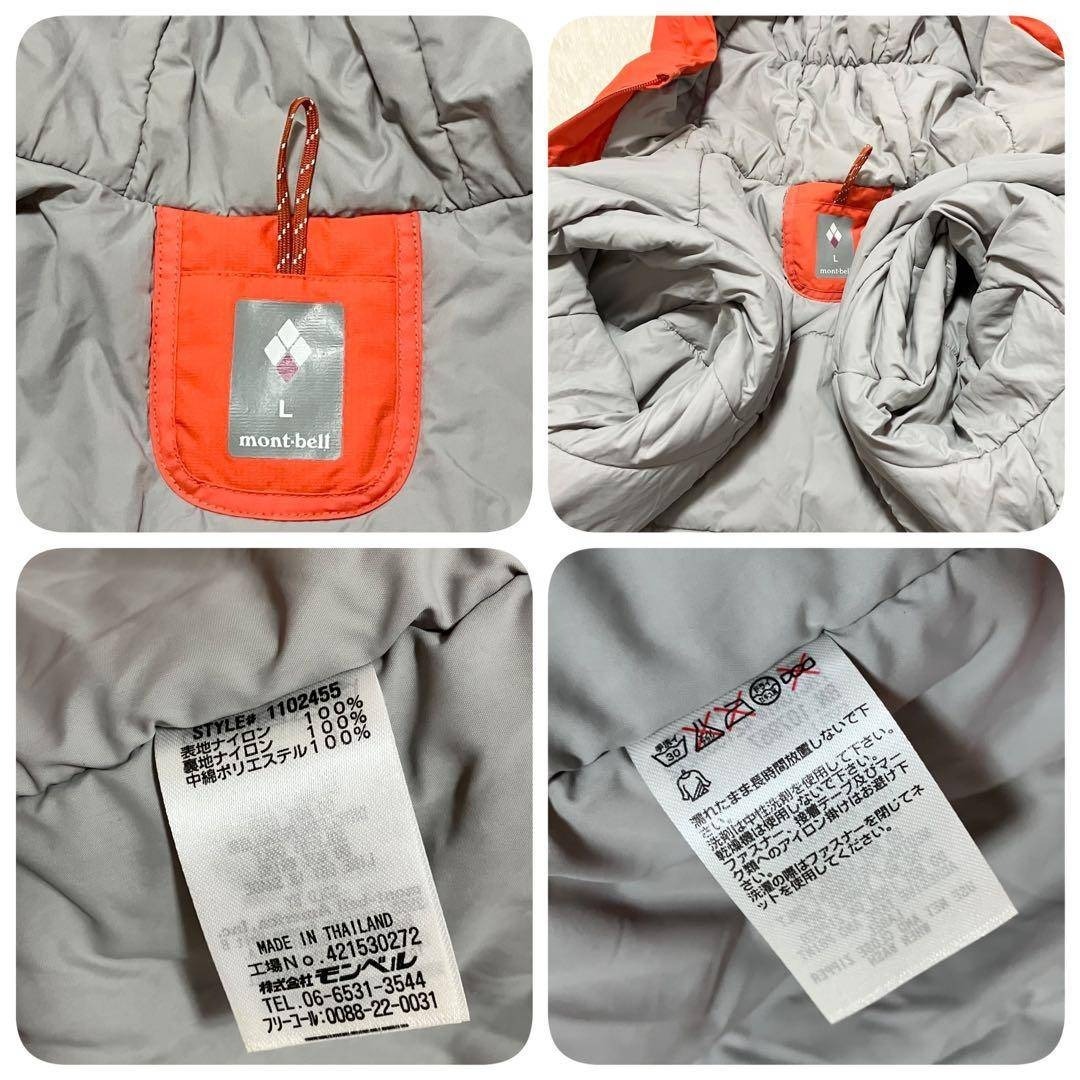 L
mont-bell
L
mont-bell
STYLE# 1102455
表地ナイロン 100%
裏地ナイロン 100%
中綿ポリエステル100%
MADE IN THAILAND
工場No.421530272
株式会社モンベル
TEL.06-6531-3544
フリーコール:0088-22-0031
手洗イ
30
濡れたまま長時間放置しないで下
さい。
洗剤は中性洗剤を使用して下さい。
乾燥機は使用しないで下さい。
ファスナー、接着テープ及びマー
ク類へのアイロン掛けはお避け下
さい。
洗濯の際はファスナーを閉じてネ
ットを使用してください。